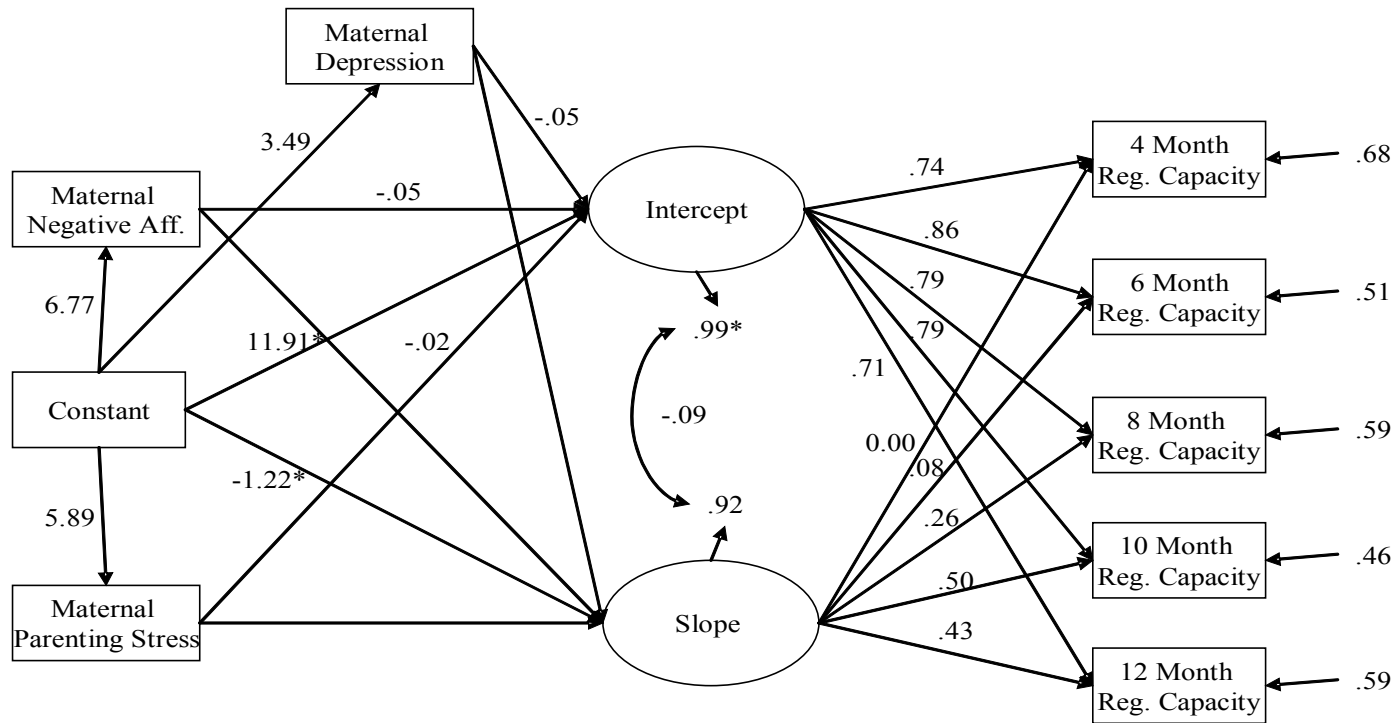 Maternal
Depression
-.05
3.49
4 Month
Reg. Capacity
.68
.74
Maternal
Negative Aff.
-.05
Intercept
.86
6 Month
Reg. Capacity
.51
.79
6.77
.99*
.79
11.91*
-.02
.71
Constant
-.09
8 Month
Reg. Capacity
.59
0.00
.08
-1.22*
.92
.26
5.89
10 Month
Reg. Capacity
.46
.50
Maternal
Parenting Stress
Slope
.43
12 Month
Reg. Capacity
.59